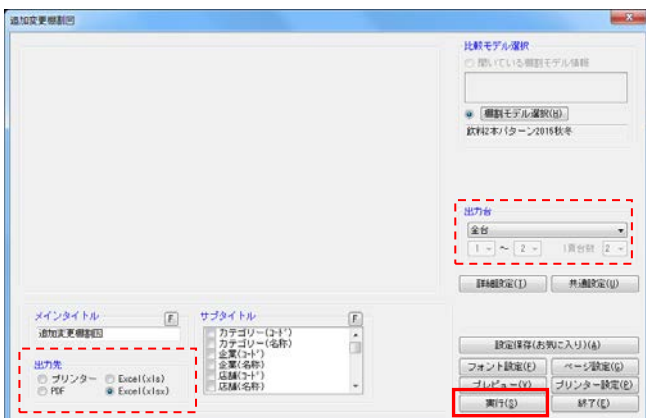 追加変更棚割図
比較モデル選択
開いている棚割モデル情報
棚割モデル選択(H)
飲料2本パターン2015秋冬
出力台
全台
1 ～ 2 1頁台数 2
詳細設定(T) 共通設定(U)
メインタイトル F
追加変更棚割図
サブタイトル F
カテゴリー(コード)
カテゴリー(名称)
企業(コード)
企業(名称)
店舗(コード)
店舗(名称)
出力先
プリンター Excel(xls)
PDF Excel(xlsx)
設定保存(お気に入り)(A)
フォント設定(F) ページ設定(G)
プレビュー(V) プリンター設定(P)
実行(S) 終了(E)